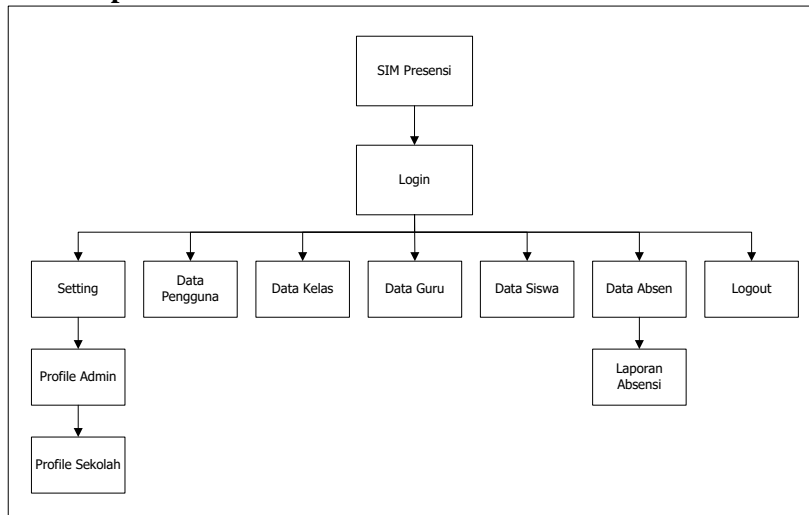 SIM Presensi
Login
Setting
Data
Pengguna
Data Kelas
Data Guru
Data Siswa
Data Absen
Logout
Profile Admin
Laporan
Absensi
Profile Sekolah